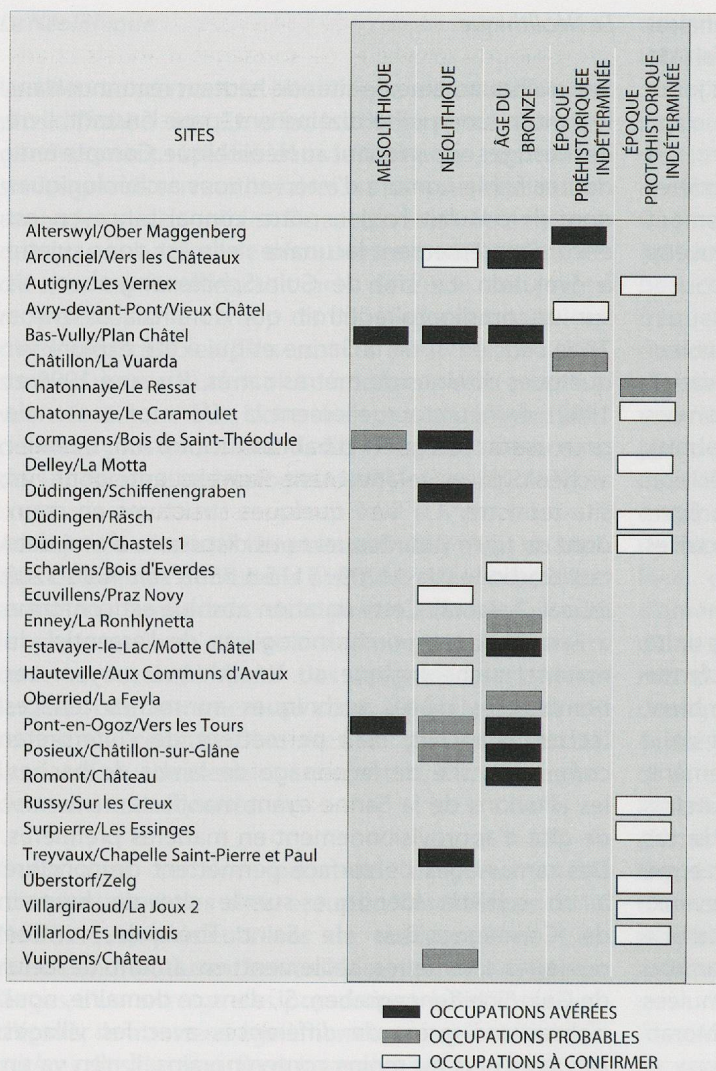 SITES
MÉSOLITHIQUE
NÉOLITHIQUE
ÂGE DU
BRONZE
ÉPOQUE
PRÉHISTORIQUEE
INDÉTERMINÉE
EPOQUE
PROTOHISTORIQUE
INDÉTERMINÉE
Alterswyl/Ober Maggenberg
Arconciel/Vers les Châteaux
Autigny/Les Vernex
Avry-devant-Pont/Vieux Châtel
Bas-Vully/Plan Châtel
Châtillon/La Vuarda
Chatonnaye/Le Ressat
Chatonnaye/Le Caramoulet
Cormagens/Bois de Saint-Théodule
Delley/La Motta
Düdingen/Schiffenengraben
Düdingen/Räsch
Düdingen/Chastels 1
Echarlens/Bois d'Everdes
Ecuvillens/Praz Novy
Enney/La Ronhlynetta
Estavayer-le-Lac/Motte Châtel
Hauteville/Aux Communs d'Avaux
Oberried/La Feyla
Pont-en-Ogoz/Vers les Tours
Posieux/Châtillon-sur-Glâne
Romont/Château
Russy/Sur les Creux
Surpierre/Les Essinges
Treyvaux/Chapelle Saint-Pierre et Paul
Überstorf/Zelg
Villargiraoud/La Joux 2
Villarlod/Es Individis
Vuippens/Château
OCCUPATIONS AVÉRÉES
OCCUPATIONS PROBABLES
OCCUPATIONS À CONFIRMER